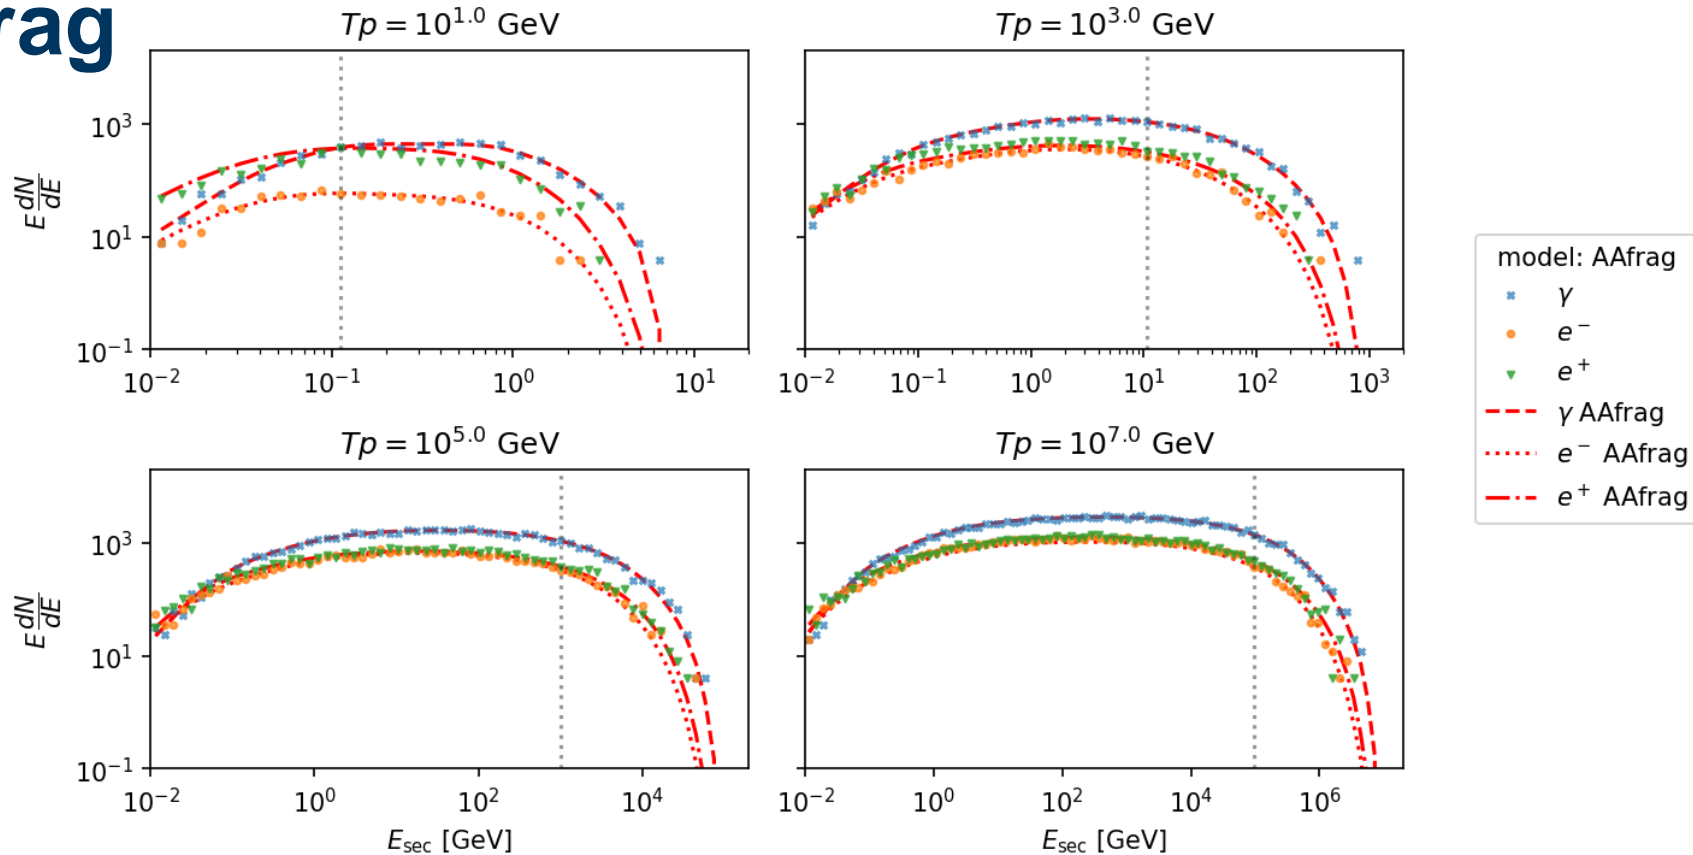 rag
Tp = 10^1.0 GeV
Tp = 10^3.0 GeV
E dN/dE
10^3
10^1
10^−1
10^−2 10^−1 10^0 10^1
10^−2 10^−1 10^0 10^1 10^2 10^3
model: AAfrag
γ
e^−
e^+
γ AAfrag
e^− AAfrag
e^+ AAfrag
Tp = 10^5.0 GeV
Tp = 10^7.0 GeV
E dN/dE
10^3
10^1
10^−1
10^−2 10^0 10^2 10^4
10^−2 10^0 10^2 10^4 10^6
E_sec [GeV]
E_sec [GeV]